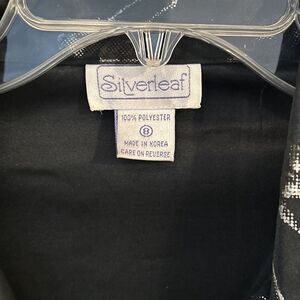 Silverleaf
100% POLYESTER
8
MADE IN KOREA
CARE ON REVERSE